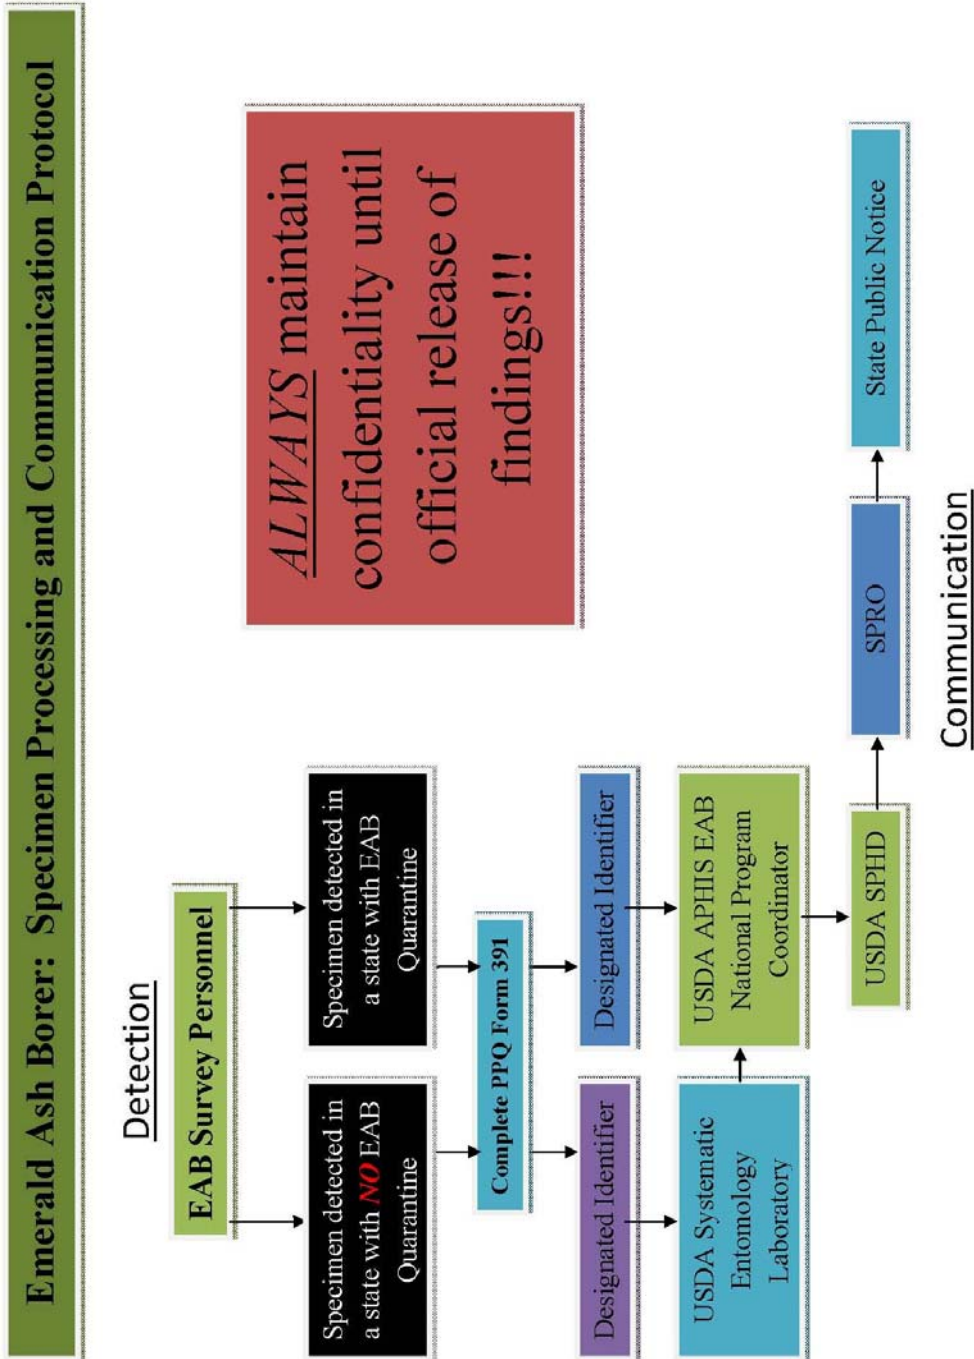 Emerald Ash Borer: Specimen Processing and Communication Protocol
Detection
EAB Survey Personnel
Specimen detected in
a state with NO EAB
Quarantine
Specimen detected in
a state with EAB
Quarantine
Complete PPQ Form 391
Designated Identifier
Designated Identifier
USDA Systematic
Entomology
Laboratory
USDA APHIS EAB
National Program
Coordinator
USDA SPHD
SPRO
State Public Notice
Communication
ALWAYS maintain
confidentiality until
official release of
findings!!!